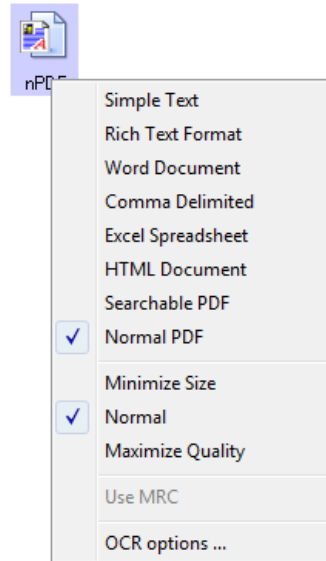 nPDF
Simple Text
Rich Text Format
Word Document
Comma Delimited
Excel Spreadsheet
HTML Document
Searchable PDF
Normal PDF
Minimize Size
Normal
Maximize Quality
Use MRC
OCR options ...